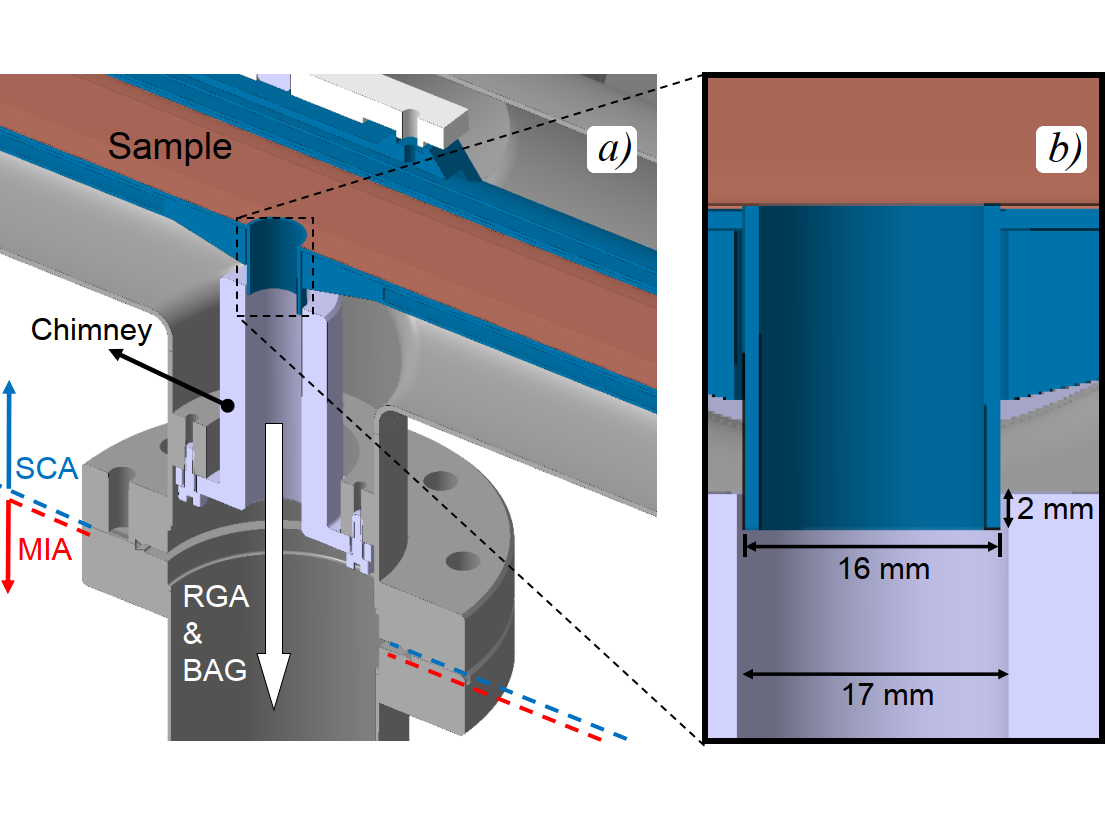 Sample
a)
b)
Chimney
SCA
MIA
RGA
&
BAG
2 mm
16 mm
17 mm